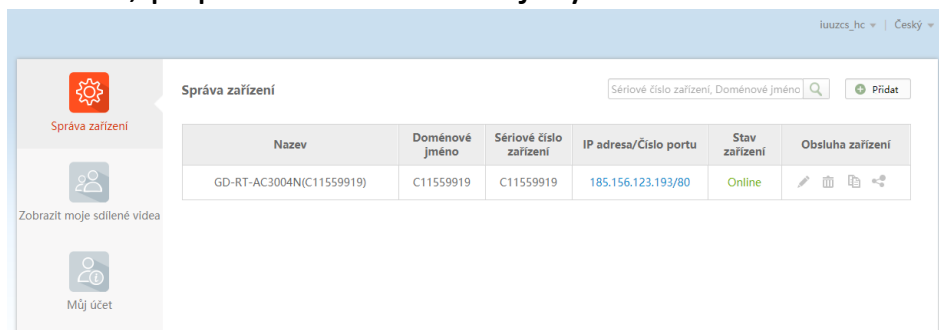 iuuzcs_hc | Český
Správa zařízení
Sériové číslo zařízení, Doménové jméno
Přidat
Správa zařízení
Nazev
Doménové jméno
Sériové číslo zařízení
IP adresa/Číslo portu
Stav zařízení
Obsluha zařízení
GD-RT-AC3004N(C11559919)
C11559919
C11559919
185.156.123.193/80
Online
Zobrazit moje sdílené videa
Můj účet